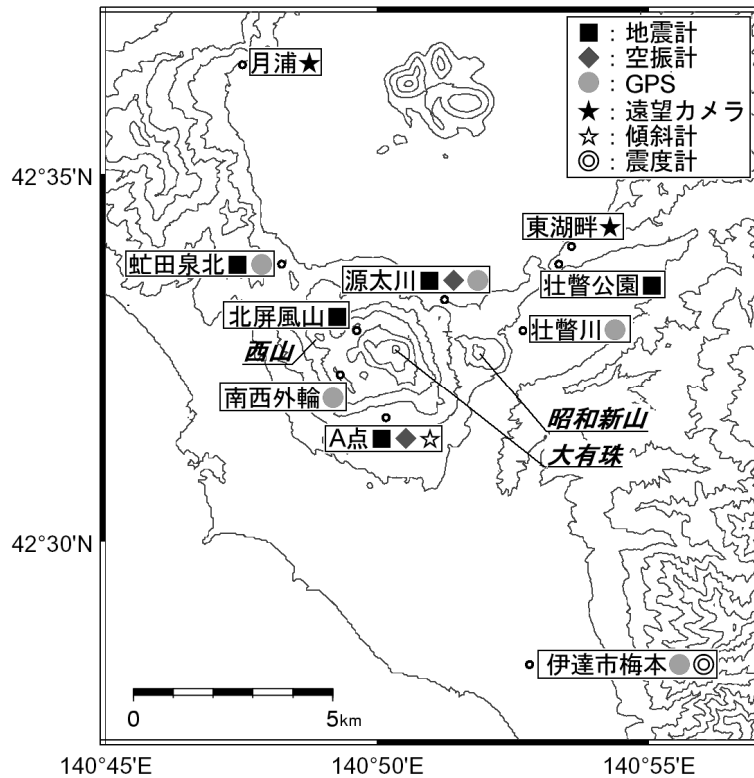 ■：地震計
◆：空振計
●：GPS
★：遠望カメラ
☆：傾斜計
◎：震度計
月浦★
42°35'N
東湖畔★
虻田泉北■●
源太川■◆●
壮瞥公園■
北屏風山■
壮瞥川●
西山
南西外輪●
昭和新山
A点■◆☆
大有珠
42°30'N
伊達市梅本●◎
0 5km
140°45'E 140°50'E 140°55'E